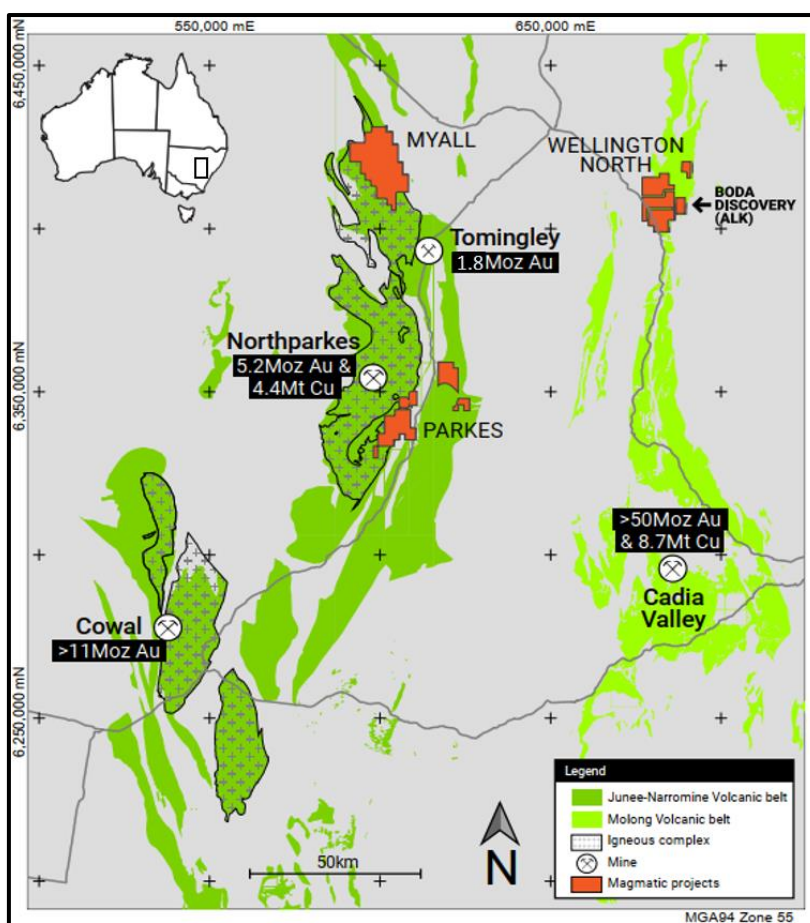 550,000 mE
650,000 mE
6,450,000 mN
MYALL
WELLINGTON
NORTH
BODA
DISCOVERY
(ALK)
Tomingley
1.8Moz Au
Northparkes
5.2Moz Au &
4.4Mt Cu
6,350,000 mN
PARKES
>50Moz Au
& 8.7Mt Cu
Cadia
Valley
Cowal
>11Moz Au
6,250,000 mN
Legend
Junee-Narromine Volcanic belt
Molong Volcanic belt
Igneous complex
Mine
Magmatic projects
50km
N
MGA94 Zone 55